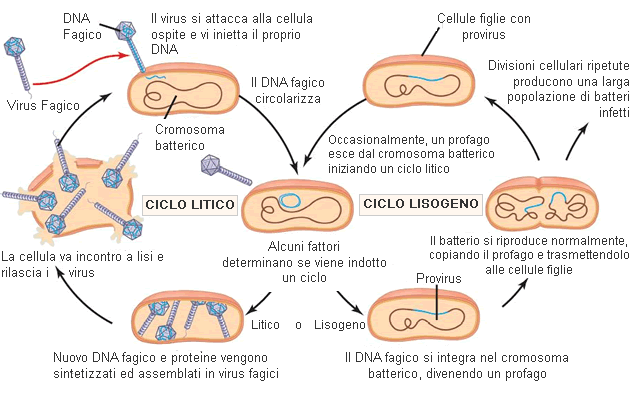 DNA
Fagico
Il virus si attacca alla cellula
ospite e vi inietta il proprio
DNA
Cellule figlie con
provirus
Divisioni cellulari ripetute
producono una larga
popolazione di batteri
infetti
Virus Fagico
Il DNA fagico
circolarizza
Cromosoma
batterico
Occasionalmente, un profago
esce dal cromosoma batterico
iniziando un ciclo litico
CICLO LITICO
CICLO LISOGENO
La cellula va incontro a lisi e
rilascia i virus
Alcuni fattori
determinano se viene indotto
un ciclo
Il batterio si riproduce normalmente,
copiando il profago e trasmettendolo
alle cellule figlie
Provirus
Litico o Lisogeno
Nuovo DNA fagico e proteine vengono
sintetizzati ed assemblati in virus fagici
Il DNA fagico si integra nel cromosoma
batterico, divenendo un profago